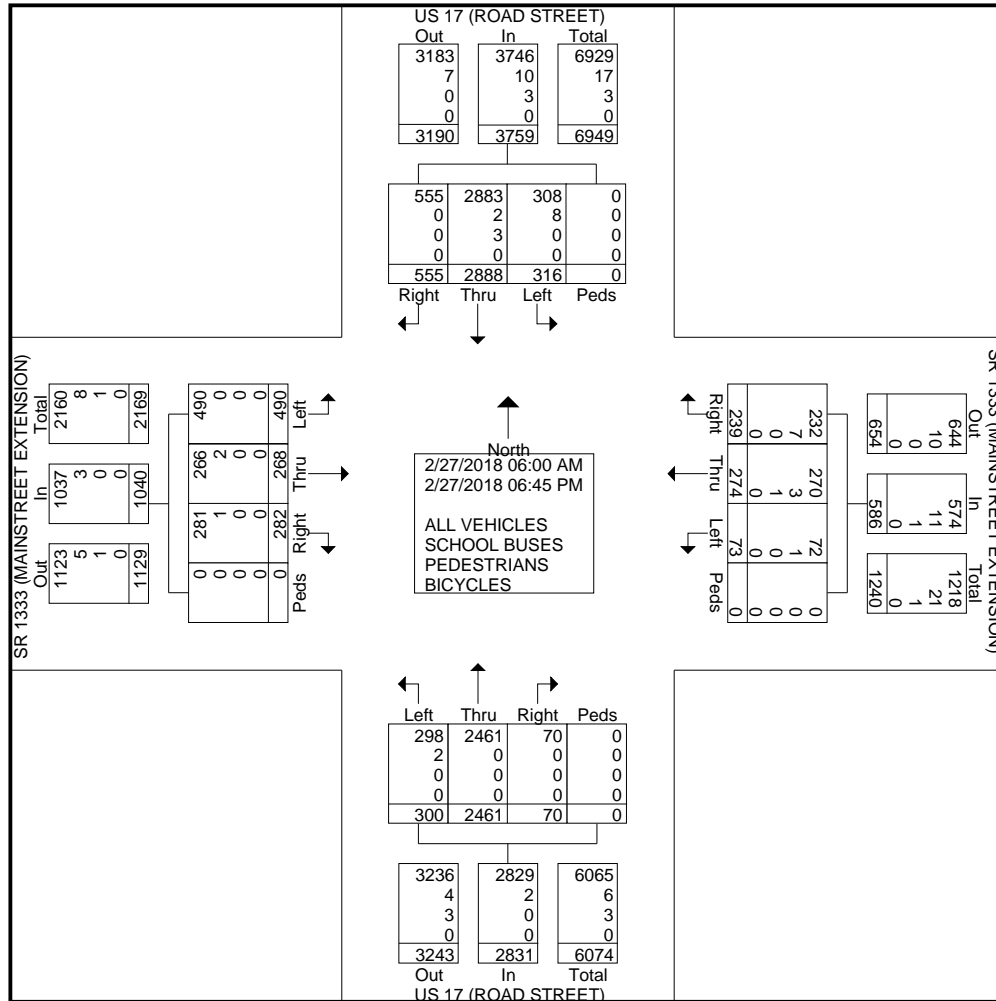 US 17 (ROAD STREET)
Out In Total
3183 3746 6929
7 10 17
0 3 3
0 0 0
3190 3759 6949
555 2883 308 0
0 2 8 0
0 3 0 0
0 0 0 0
555 2888 316 0
Right Thru Left Peds
SR 1333 (MAINSTREET EXTENSION)
Total
2160 8 1 0 2169
In
1037 3 0 0 1040
Out
1123 5 1 0 1129
490 0 0 0 490
Left
266 2 0 0 268
Thru
281 1 0 0 282
Right
0 0 0 0 0
Peds
North
2/27/2018 06:00 AM
2/27/2018 06:45 PM
ALL VEHICLES
SCHOOL BUSES
PEDESTRIANS
BICYCLES
Right
232 7 0 0 239
Thru
270 3 1 0 274
Left
72 1 0 0 73
Peds
0 0 0 0 0
SR 1333 (MAINSTREET EXTENSION)
Out
644 10 0 0 654
In
574 11 1 0 586
Total
1218 21 1 0 1240
Left Thru Right Peds
298 2461 70 0
2 0 0 0
0 0 0 0
0 0 0 0
300 2461 70 0
3236 2829 6065
4 2 6
3 0 3
0 0 0
3243 2831 6074
Out In Total
US 17 (ROAD STREET)